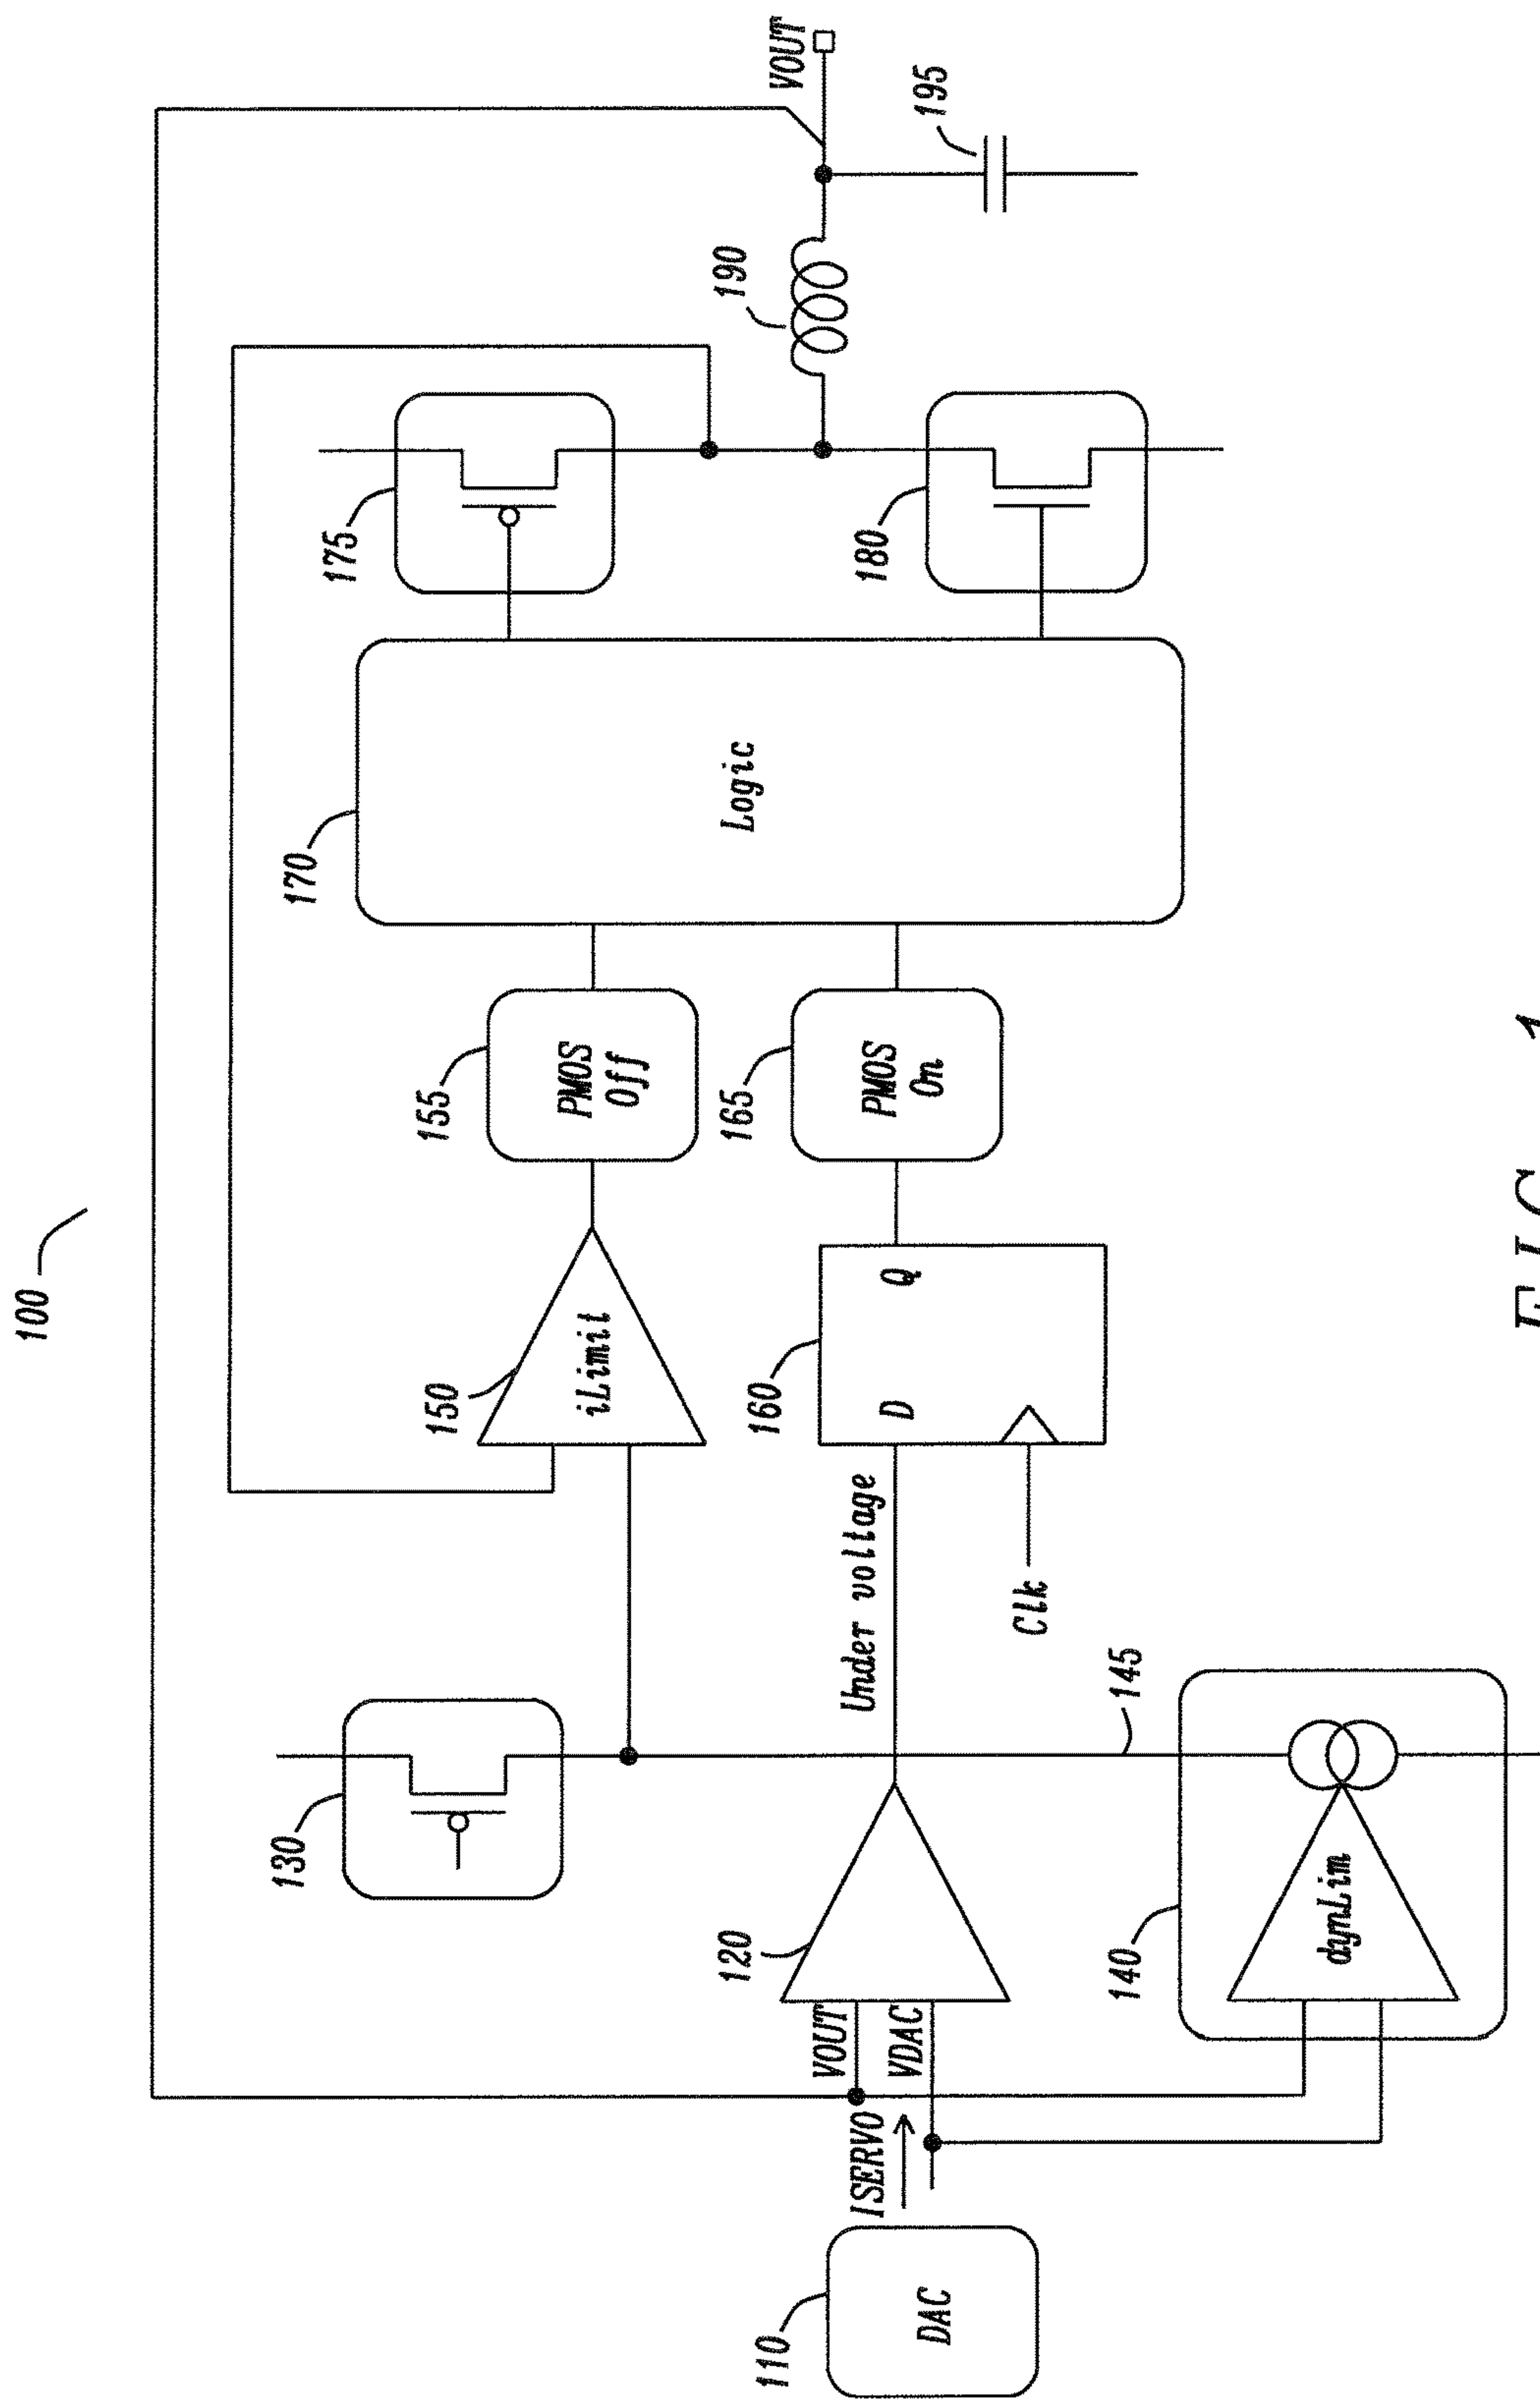 100
VOUT
195
190
175
180
170
Logic
155
PMOS
Off
165
PMOS
On
150
iLimit
160
D
Q
Under voltage
Clk
145
130
120
VOUT
VDAC
140
dynLim
ISERVO
110
DAC